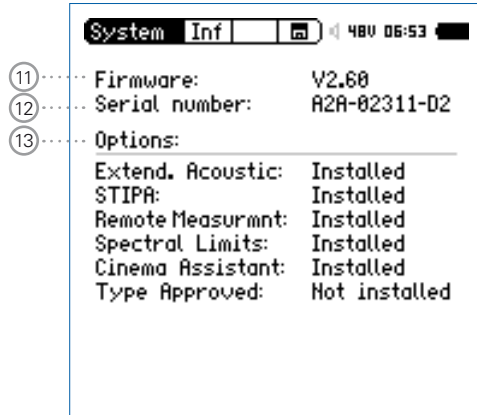 System Inf 48V 06:53
11 Firmware: V2.60
12 Serial number: A2A-02311-D2
13 Options:
Extend. Acoustic: Installed
STIPA: Installed
Remote Measurmnt: Installed
Spectral Limits: Installed
Cinema Assistant: Installed
Type Approved: Not installed